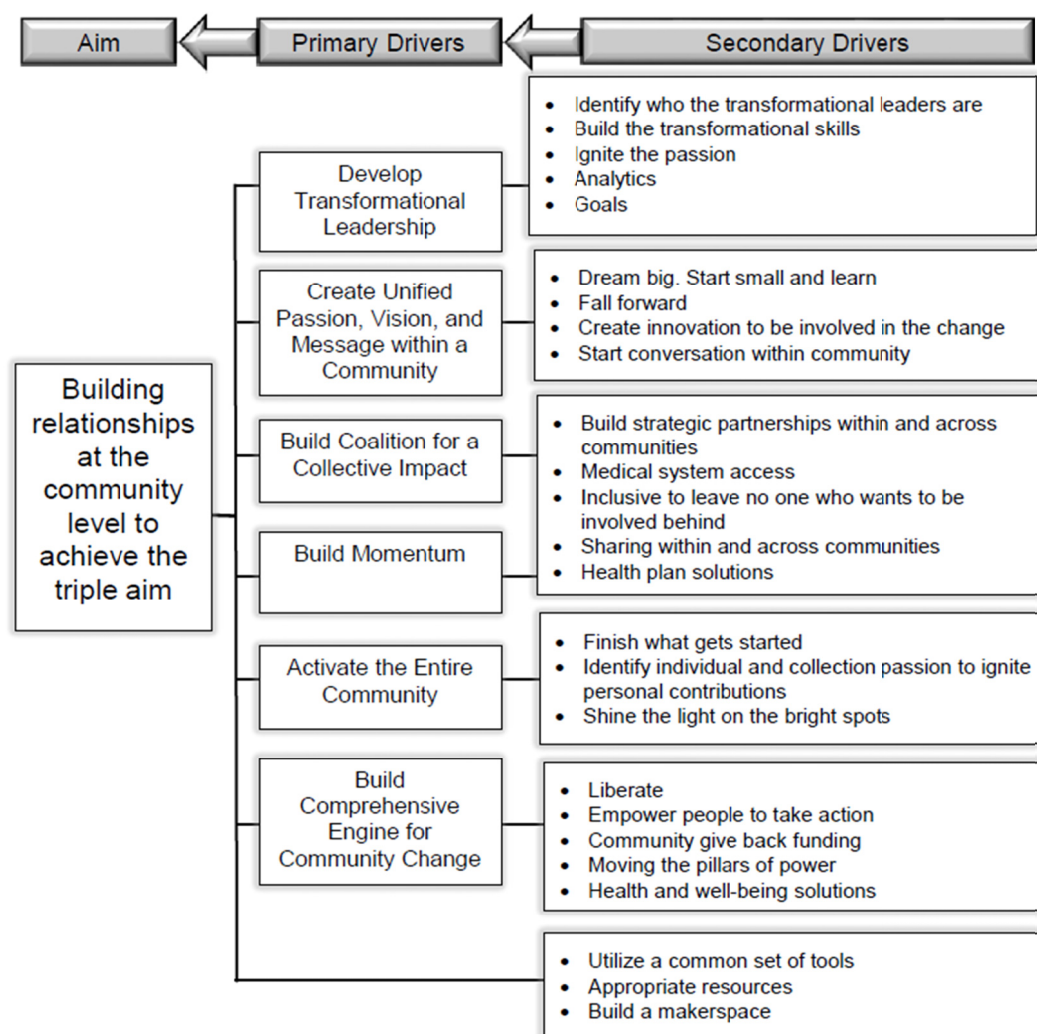 Aim
Primary Drivers
Secondary Drivers
Building
relationships
at the
community
level to
achieve the
triple aim
Develop
Transformational
Leadership
• Identify who the transformational leaders are
• Build the transformational skills
• Ignite the passion
• Analytics
• Goals
Create Unified
Passion, Vision, and
Message within a
Community
• Dream big. Start small and learn
• Fall forward
• Create innovation to be involved in the change
• Start conversation within community
Build Coalition for a
Collective Impact
Build Momentum
• Build strategic partnerships within and across
communities
• Medical system access
• Inclusive to leave no one who wants to be
involved behind
• Sharing within and across communities
• Health plan solutions
Activate the Entire
Community
• Finish what gets started
• Identify individual and collection passion to ignite
personal contributions
• Shine the light on the bright spots
Build
Comprehensive
Engine for
Community Change
• Liberate
• Empower people to take action
• Community give back funding
• Moving the pillars of power
• Health and well-being solutions
• Utilize a common set of tools
• Appropriate resources
• Build a makerspace